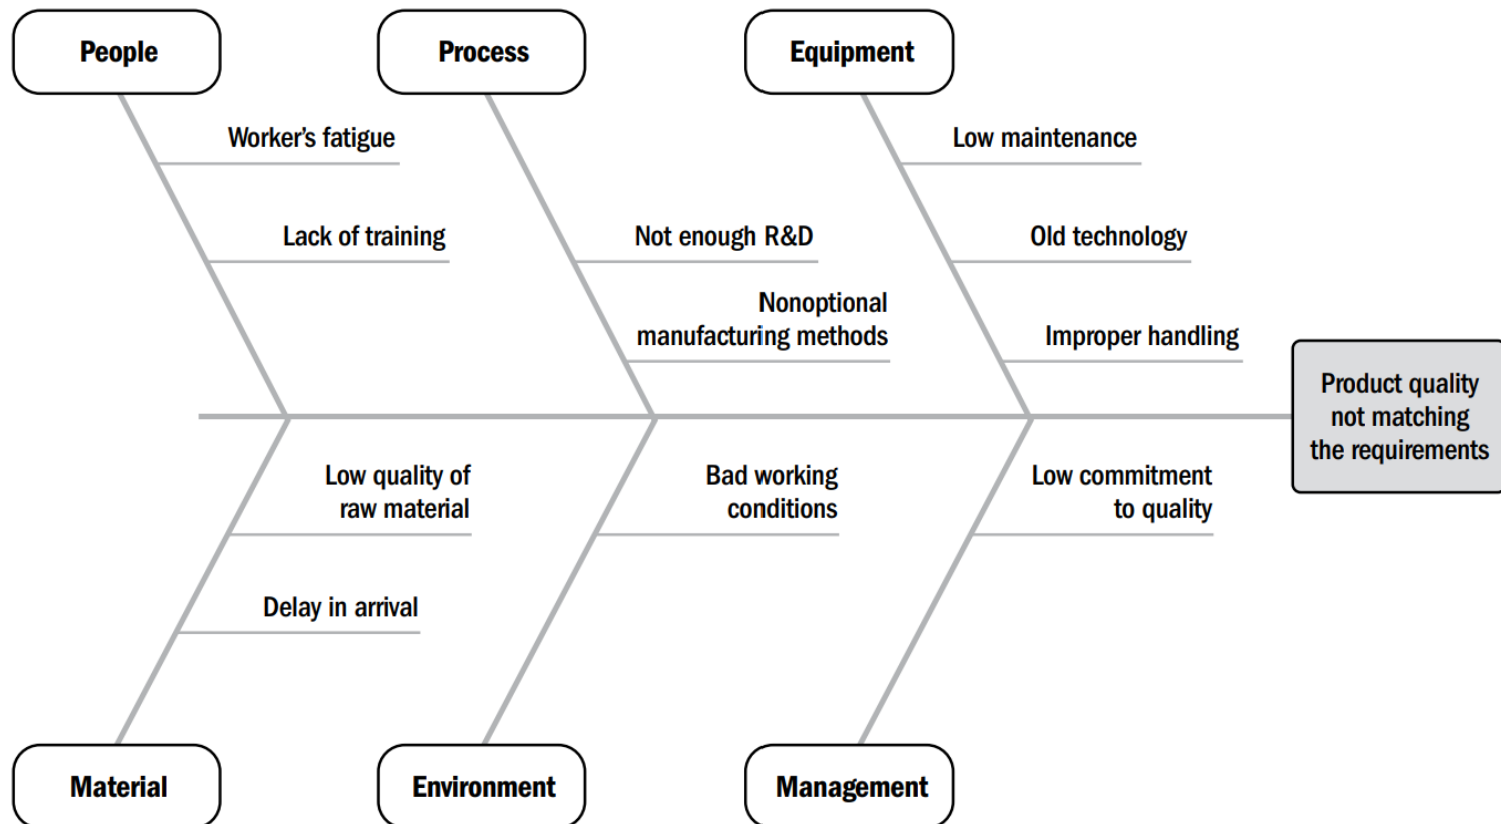 People
Process
Equipment
Worker's fatigue
Low maintenance
Lack of training
Not enough R&D
Old technology
Nonoptional
manufacturing methods
Improper handling
Product quality
not matching
the requirements
Low quality of
raw material
Bad working
conditions
Low commitment
to quality
Delay in arrival
Material
Environment
Management